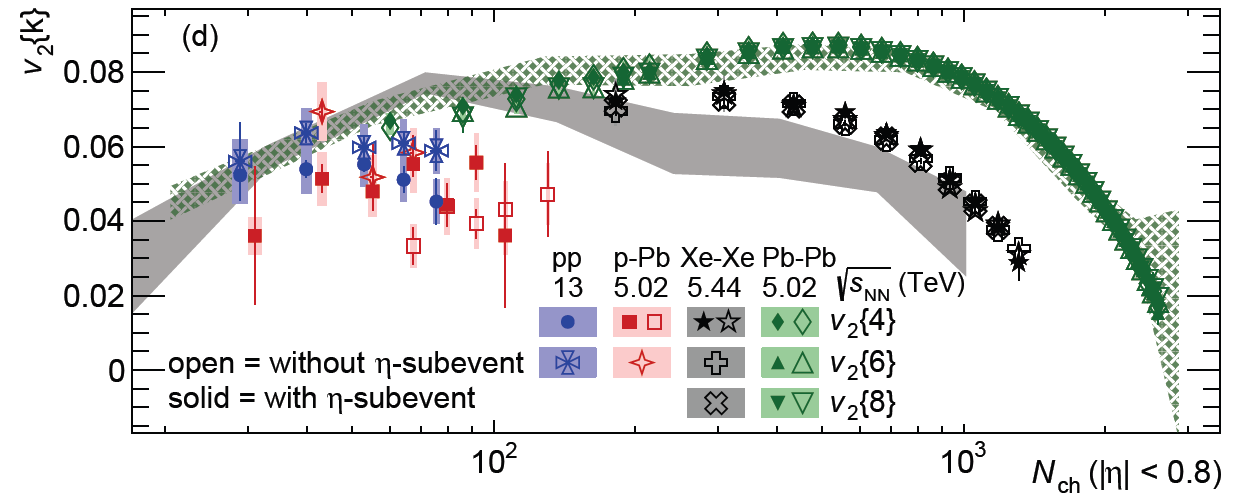 (d)
v2{k}
0.08
0.06
0.04
0.02
0
pp p-Pb Xe-Xe Pb-Pb
13 5.02 5.44 5.02 √sNN (TeV)
v2{4}
v2{6}
v2{8}
open = without η-subevent
solid = with η-subevent
10²
10³
Nch (|η| < 0.8)